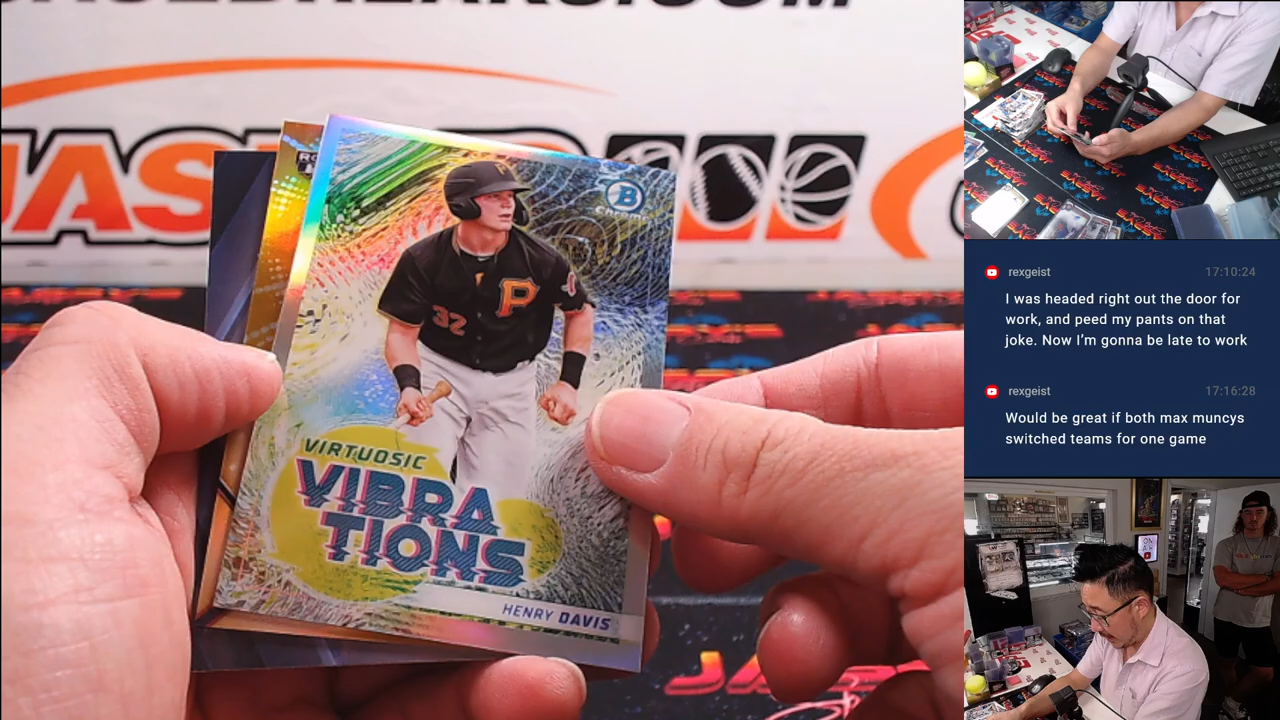 JAS
B
CHROME
P
32
VIRTUOSIC
VIBRA
TIONS
HENRY DAVIS
rexgeist
17:10:24
I was headed right out the door for
work, and peed my pants on that
joke. Now I'm gonna be late to work
rexgeist
17:16:28
Would be great if both max muncys
switched teams for one game